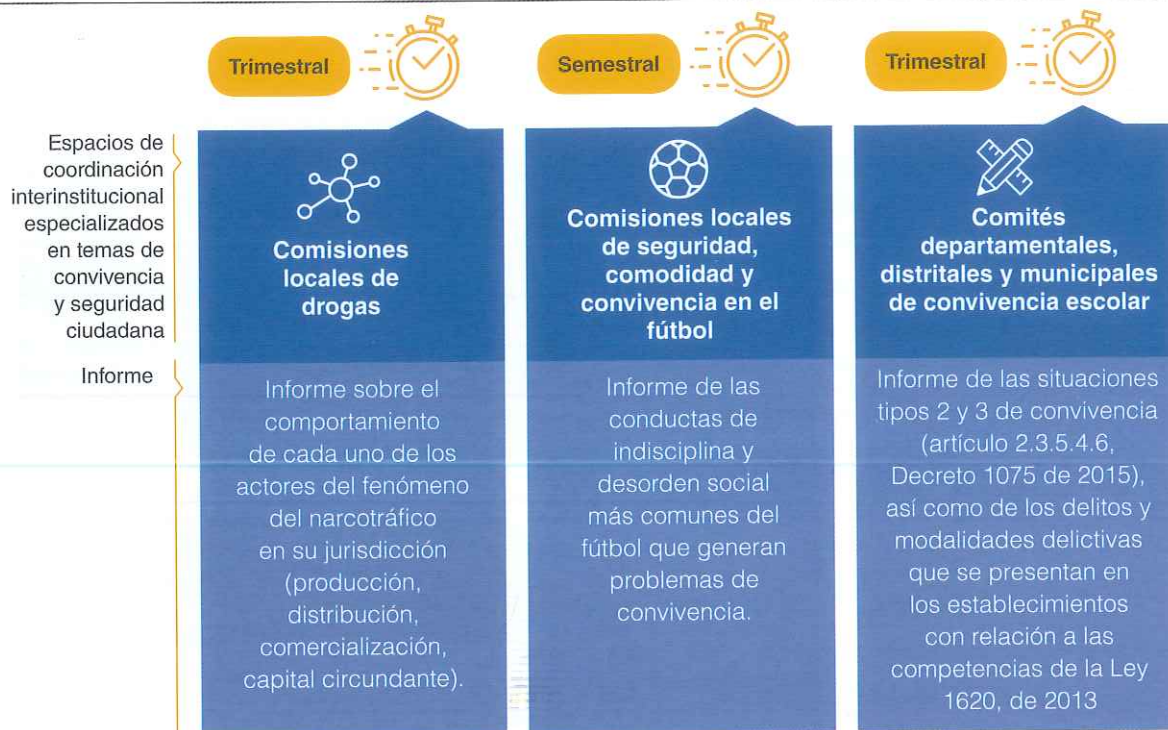 Trimestral
Semestral
Trimestral
Espacios de
coordinación
interinstitucional
especializados
en temas de
convivencia
y seguridad
ciudadana
Comisiones
locales de
drogas
Comisiones locales
de seguridad,
comodidad y
convivencia en el
fútbol
Comités
departamentales,
distritales y municipales
de convivencia escolar
Informe
Informe sobre el
comportamiento
de cada uno de los
actores del fenómeno
del narcotráfico
en su jurisdicción
(producción,
distribución,
comercialización,
capital circundante).
Informe de las
conductas de
indisciplina y
desorden social
más comunes del
fútbol que generan
problemas de
convivencia.
Informe de las situaciones
tipos 2 y 3 de convivencia
(artículo 2.3.5.4.6,
Decreto 1075 de 2015),
así como de los delitos y
modalidades delictivas
que se presentan en
los establecimientos
con relación a las
competencias de la Ley
1620, de 2013